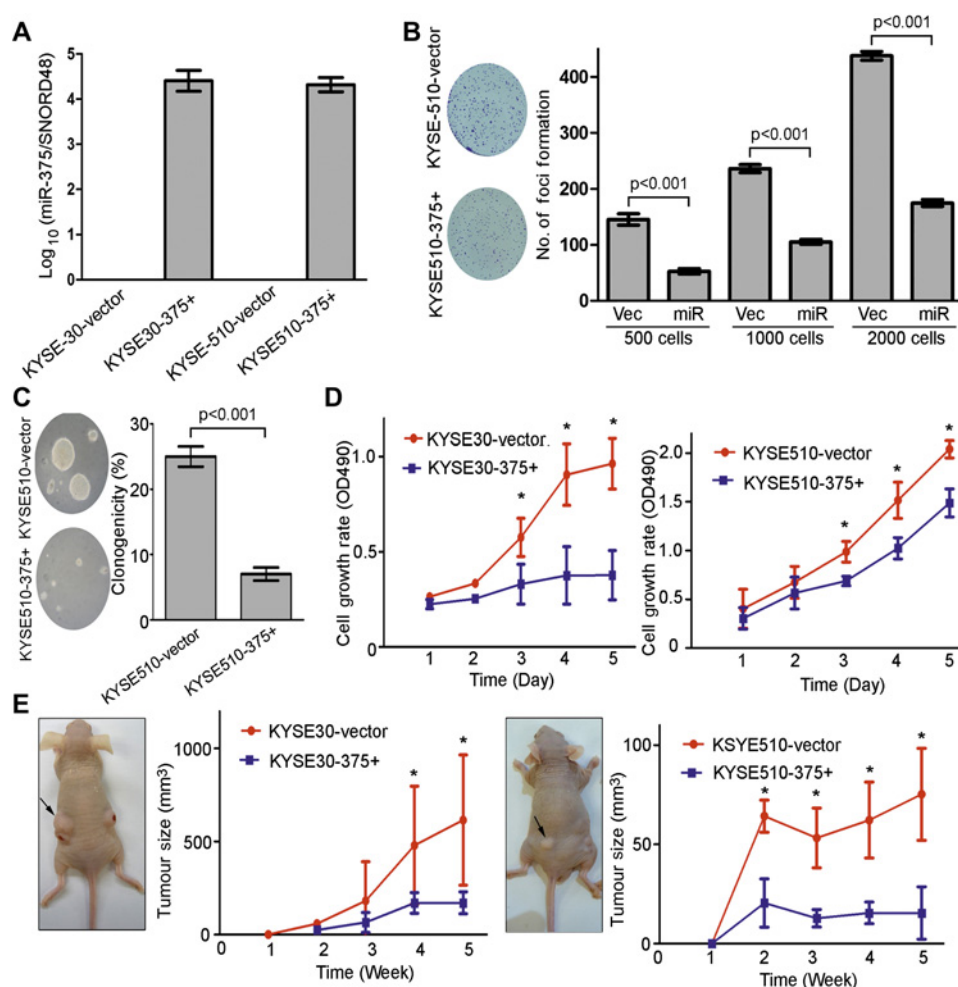 A
Log10 (miR-375/SNORD48)
5
4
3
2
1
0
KYSE-30-vector
KYSE30-375+
KYSE-510-vector
KYSE510-375+
B
KYSE-510-vector
KYSE510-375+
No. of foci formation
400
300
200
100
0
p<0.001
p<0.001
p<0.001
Vec miR Vec miR Vec miR
500 cells 1000 cells 2000 cells
C
KYSE510-vector
KYSE510-375+
Clonogenicity (%)
30
20
10
0
p<0.001
KYSE510-vector
KYSE510-375+
D
Cell growth rate (OD490)
1.0
0.5
0.0
KYSE30-vector.
KYSE30-375+
* * *
1 2 3 4 5
Time (Day)
Cell growth rate (OD490)
2.0
1.5
1.0
0.5
0.0
KYSE510-vector
KYSE510-375+
* * *
1 2 3 4 5
Time (Day)
E
Tumour size (mm3)
1000
500
0
KYSE30-vector
KYSE30-375+
* *
0 1 2 3 4 5
Time (Week)
Tumour size (mm3)
100
50
0
KSYE510-vector
KYSE510-375+
* * * *
0 1 2 3 4 5
Time (Week)